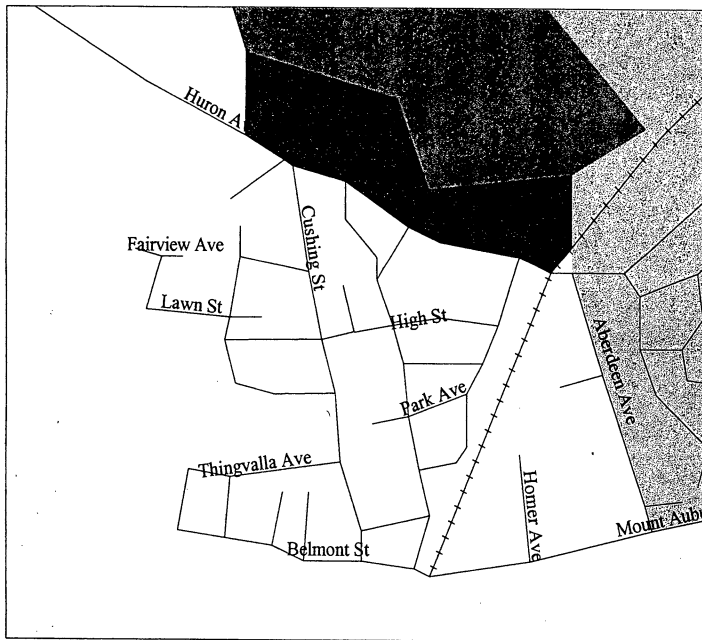 Huron Av
Cushing St
Fairview Ave
Lawn St
High St
Aberdeen Ave
Park Ave
Thingvalla Ave
Homer Ave
Mount Aubu
Belmont St